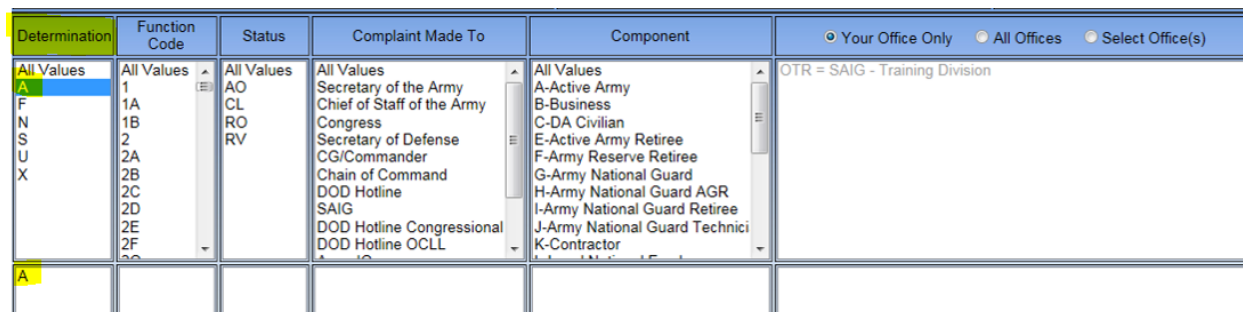 Determination
Function
Code
Status
Complaint Made To
Component
Your Office Only
All Offices
Select Office(s)
All Values
A
F
N
S
U
X
All Values
1
1A
1B
2
2A
2B
2C
2D
2E
2F
All Values
AO
CL
RO
RV
All Values
Secretary of the Army
Chief of Staff of the Army
Congress
Secretary of Defense
CG/Commander
Chain of Command
DOD Hotline
SAIG
DOD Hotline Congressional
DOD Hotline OCLL
All Values
A-Active Army
B-Business
C-DA Civilian
E-Active Army Retiree
F-Army Reserve Retiree
G-Army National Guard
H-Army National Guard AGR
I-Army National Guard Retiree
J-Army National Guard Technici
K-Contractor
OTR = SAIG - Training Division
A